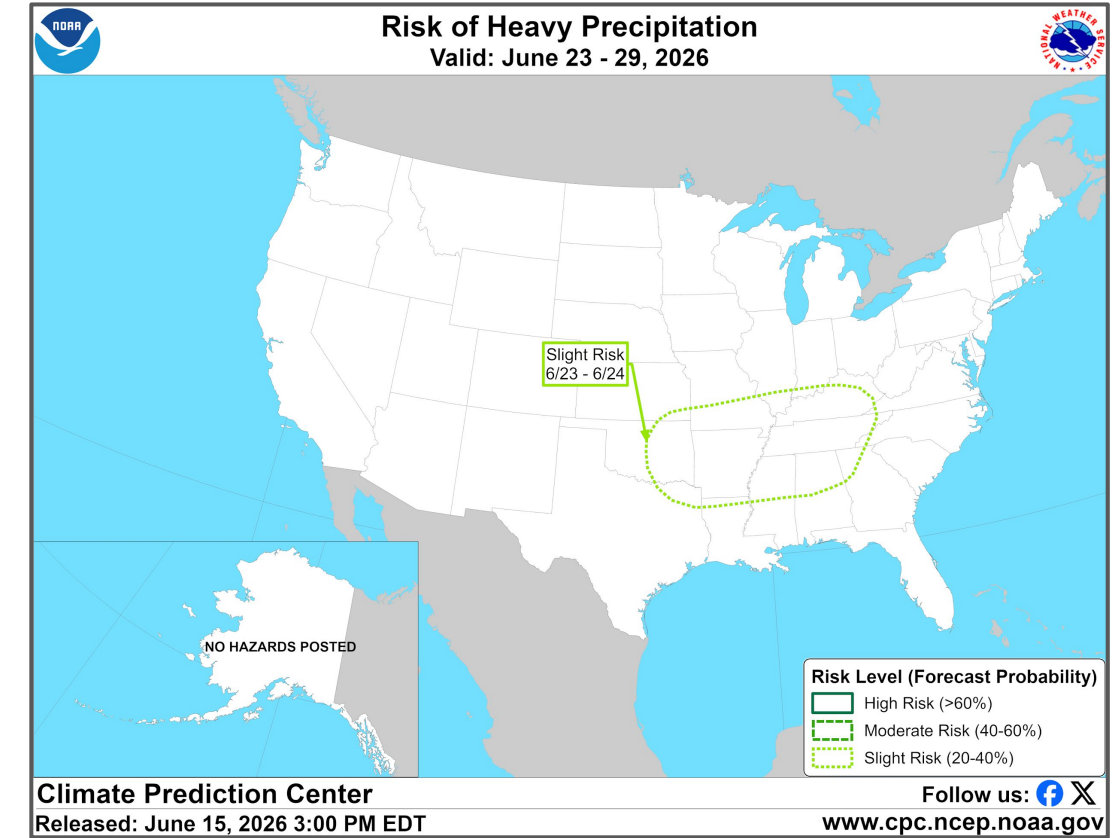 NOAA
Risk of Heavy Precipitation
Valid: June 23 - 29, 2026
NATIONAL WEATHER SERVICE
Slight Risk
6/23 - 6/24
NO HAZARDS POSTED
Risk Level (Forecast Probability)
High Risk (>60%)
Moderate Risk (40-60%)
Slight Risk (20-40%)
Climate Prediction Center
Follow us:
Released: June 15, 2026 3:00 PM EDT
www.cpc.ncep.noaa.gov